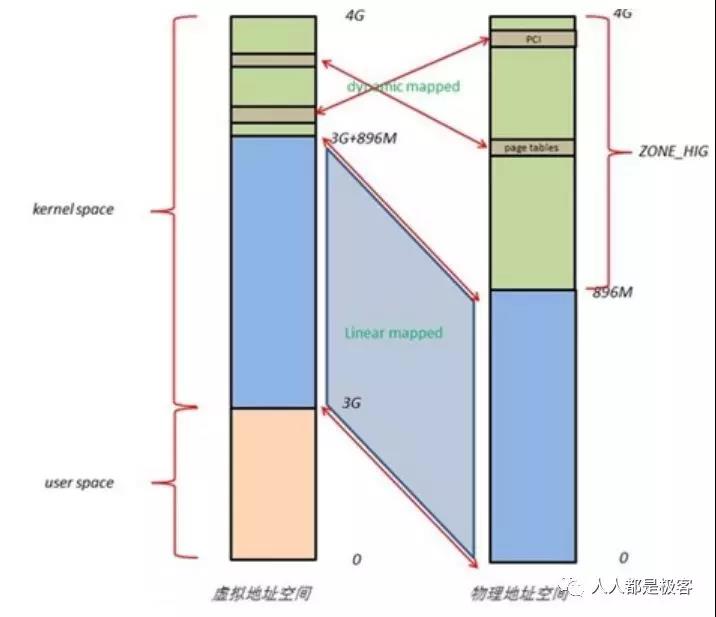 4G
4G
PCI
dynamic mapped
3G+896M
page tables
ZONE_HIG
kernel space
896M
Linear mapped
3G
user space
0
0
虚拟地址空间
物理地址空间
人人都是极客